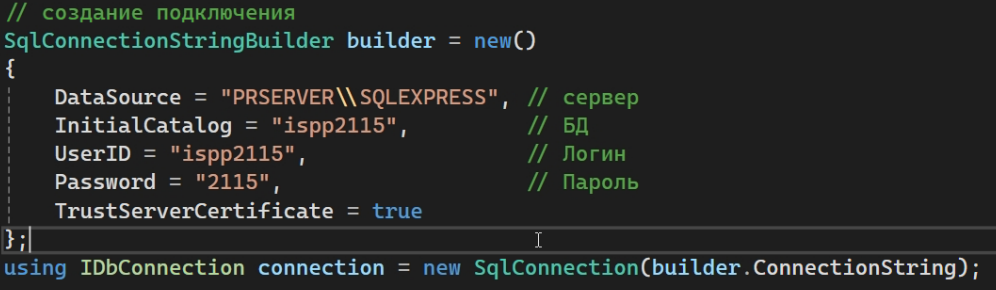 // создание подключения
SqlConnectionStringBuilder builder = new()
{
DataSource = "PRSERVER\\SQLEXPRESS", // сервер
InitialCatalog = "ispp2115", // БД
UserID = "ispp2115", // Логин
Password = "2115", // Пароль
TrustServerCertificate = true
};
using IDbConnection connection = new SqlConnection(builder.ConnectionString);